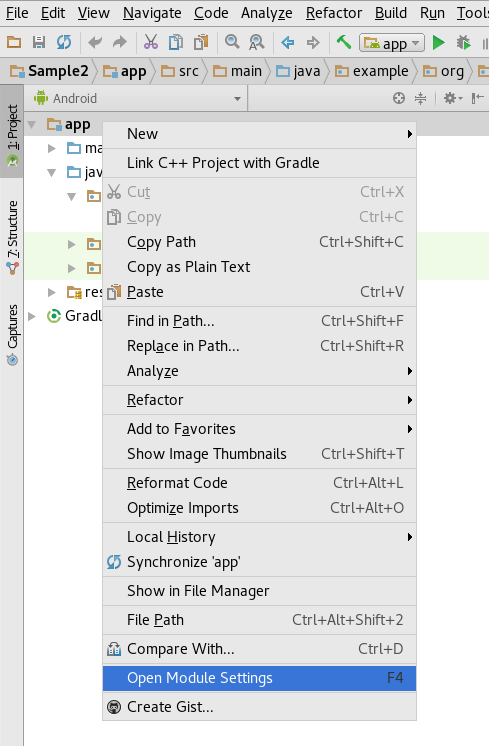 File Edit View Navigate Code Analyze Refactor Build Run Tools
app
Sample2 app src main java example org
1: Project
7: Structure
Captures
Android
app
New
Link C++ Project with Gradle
Cut Ctrl+X
Copy Ctrl+C
Copy Path Ctrl+Shift+C
Copy as Plain Text
Paste Ctrl+V
Find in Path... Ctrl+Shift+F
Replace in Path... Ctrl+Shift+R
Analyze
Refactor
Add to Favorites
Show Image Thumbnails Ctrl+Shift+T
Reformat Code Ctrl+Alt+L
Optimize Imports Ctrl+Alt+O
Local History
Synchronize 'app'
Show in File Manager
File Path Ctrl+Alt+Shift+2
Compare With... Ctrl+D
Open Module Settings F4
Create Gist...